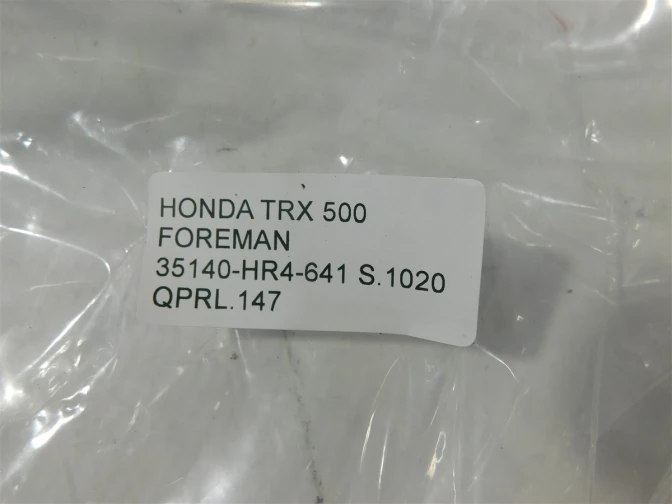 HONDA TRX 500
FOREMAN
35140-HR4-641 S.1020
QPRL.147